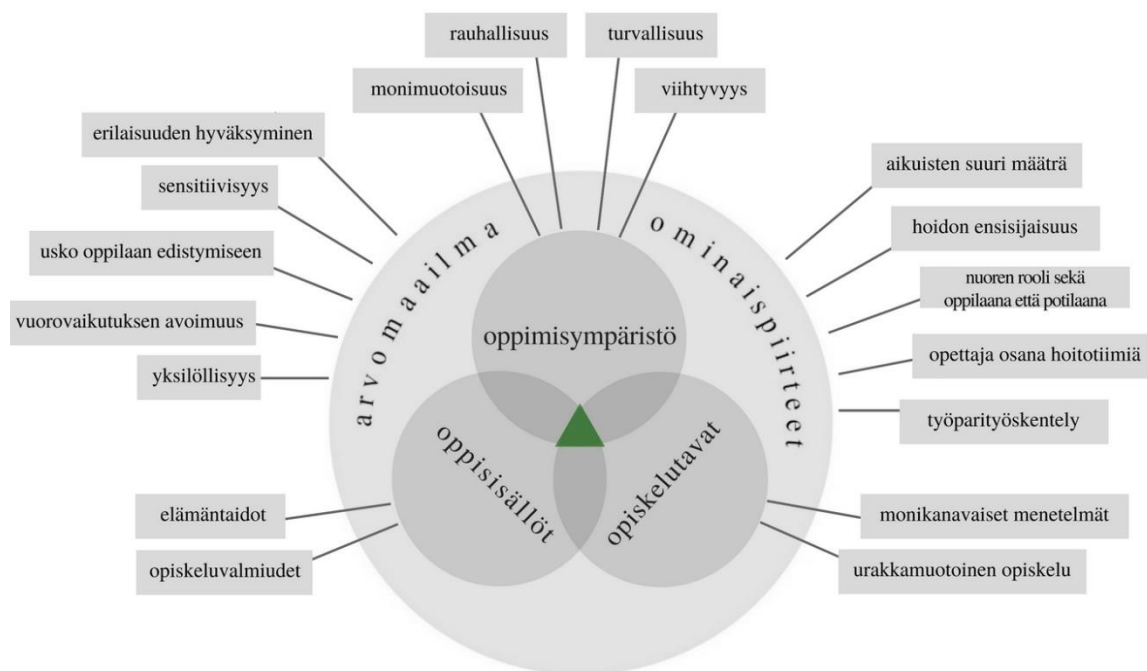 rauhallisuus
turvallisuus
monimuotoisuus
viihtyvyys
erilaisuuden hyväksyminen
sensitiivisyys
usko oppilaan edistymiseen
vuorovaikutuksen avoimuus
yksilöllisyys
arvomaailma
ominaispiirteet
aikuisten suuri määträ
hoidon ensisijaisuus
nuoren rooli sekä
oppilaana että potilaana
opettaja osana hoitotiimiä
työparityöskentely
oppimisympäristö
oppisisällöt
opiskelutavat
elämäntaidot
opiskeluvalmiudet
monikanavaiset menetelmät
urakkamuotoinen opiskelu